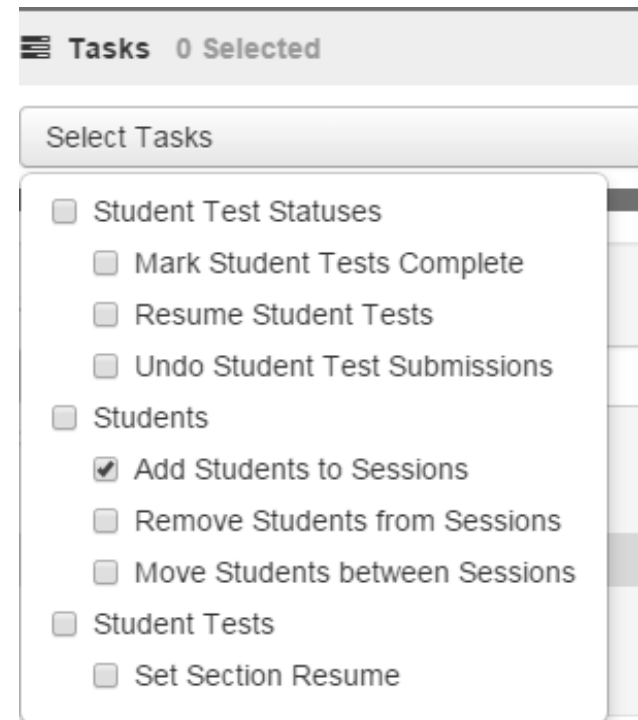 Tasks 0 Selected
Select Tasks
Student Test Statuses
Mark Student Tests Complete
Resume Student Tests
Undo Student Test Submissions
Students
Add Students to Sessions
Remove Students from Sessions
Move Students between Sessions
Student Tests
Set Section Resume